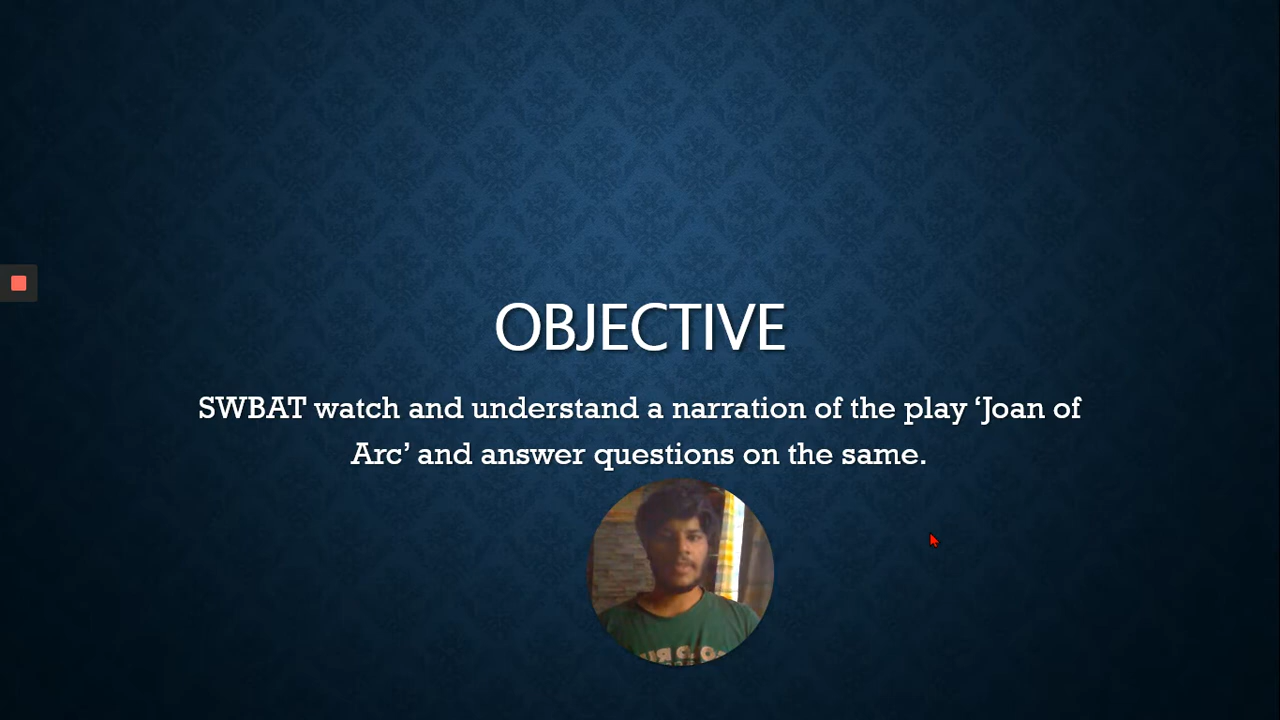 OBJECTIVE
SWBAT watch and understand a narration of the play ‘Joan of
Arc’ and answer questions on the same.